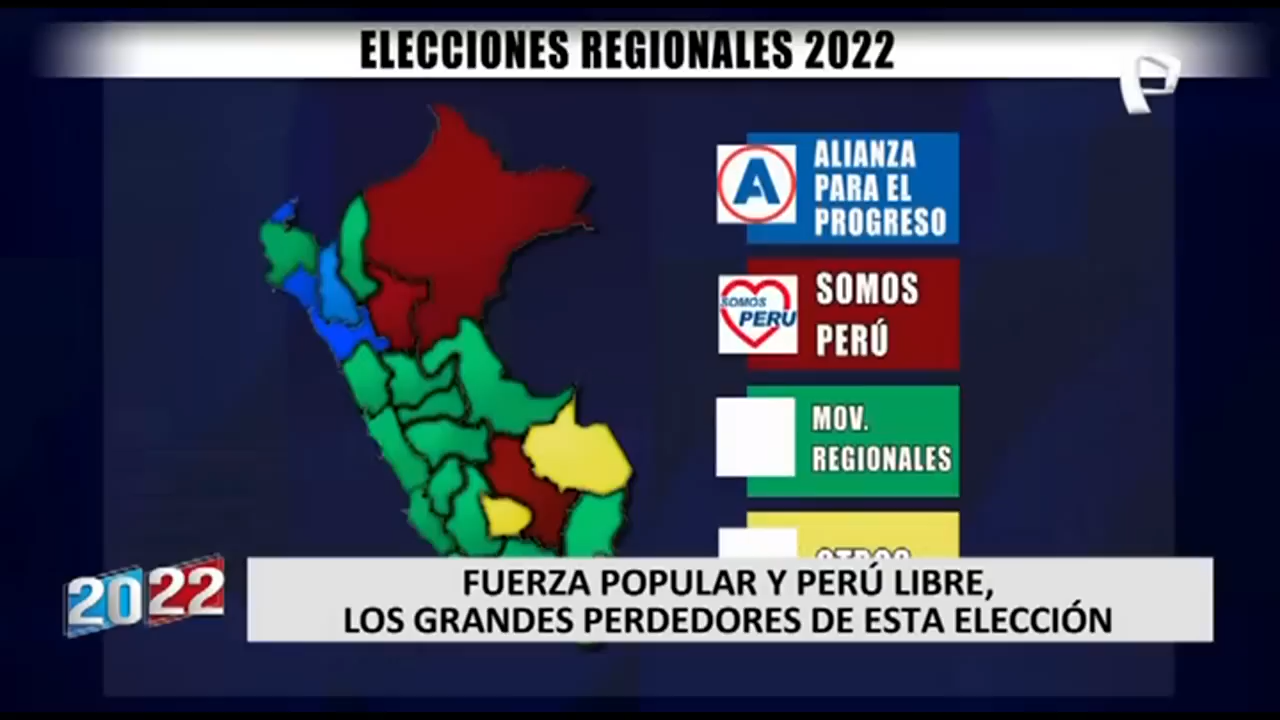 ELECCIONES REGIONALES 2022
A
ALIANZA
PARA EL
PROGRESO
SOMOS
PERU
SOMOS
PERÚ
MOV.
REGIONALES
OTROS
2022
FUERZA POPULAR Y PERÚ LIBRE,
LOS GRANDES PERDEDORES DE ESTA ELECCIÓN